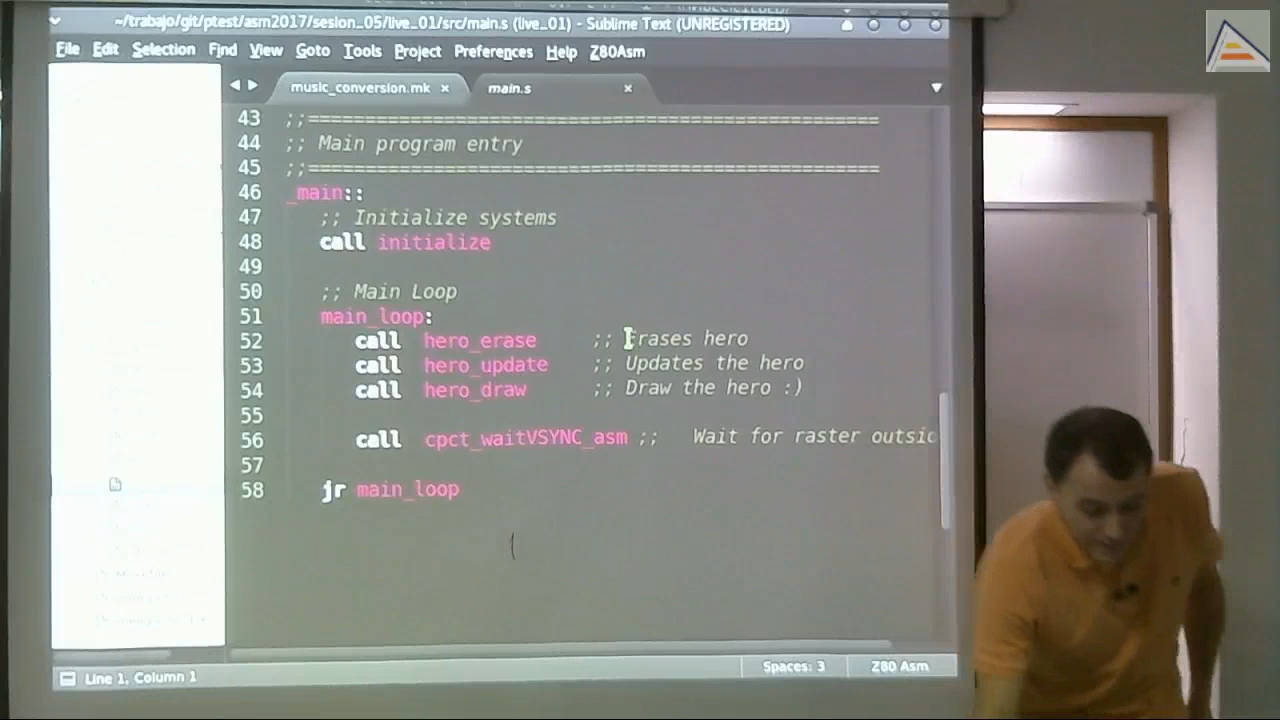 ~/trabajo/git/ptest/asm2017/sesion_05/live_01/src/main.s (live_01) - Sublime Text (UNREGISTERED)
File Edit Selection Find View Goto Tools Project Preferences Help Z80Asm
music_conversion.mk × main.s ×
43 ;;===================================================
44 ;; Main program entry
45 ;;===================================================
46 _main::
47 ;; Initialize systems
48 call initialize
49
50 ;; Main Loop
51 main_loop:
52 call hero_erase ;; Erases hero
53 call hero_update ;; Updates the hero
54 call hero_draw ;; Draw the hero :)
55
56 call cpct_waitVSYNC_asm ;; Wait for raster outsid
57
58 jr main_loop
Line 1, Column 1 Spaces: 3 Z80 Asm